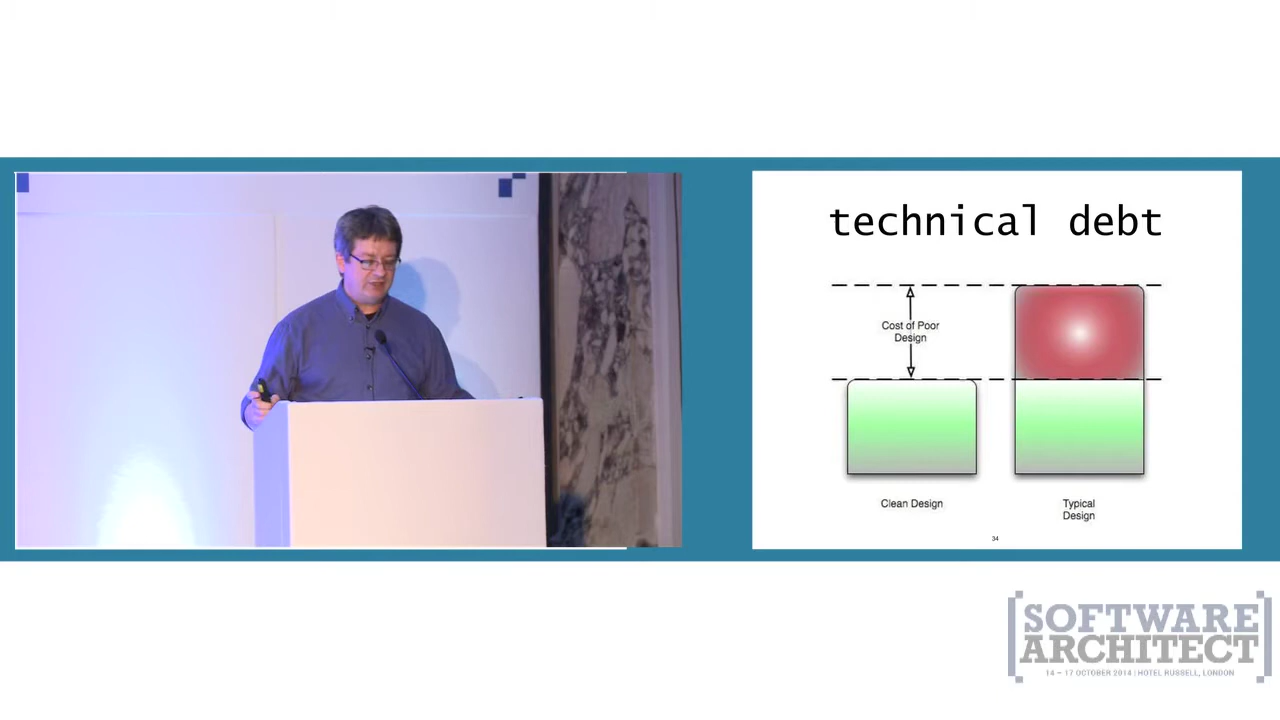 technical debt
Cost of Poor
Design
Clean Design
Typical
Design
34
SOFTWARE
ARCHITECT
14 – 17 OCTOBER 2014 | HOTEL RUSSELL, LONDON